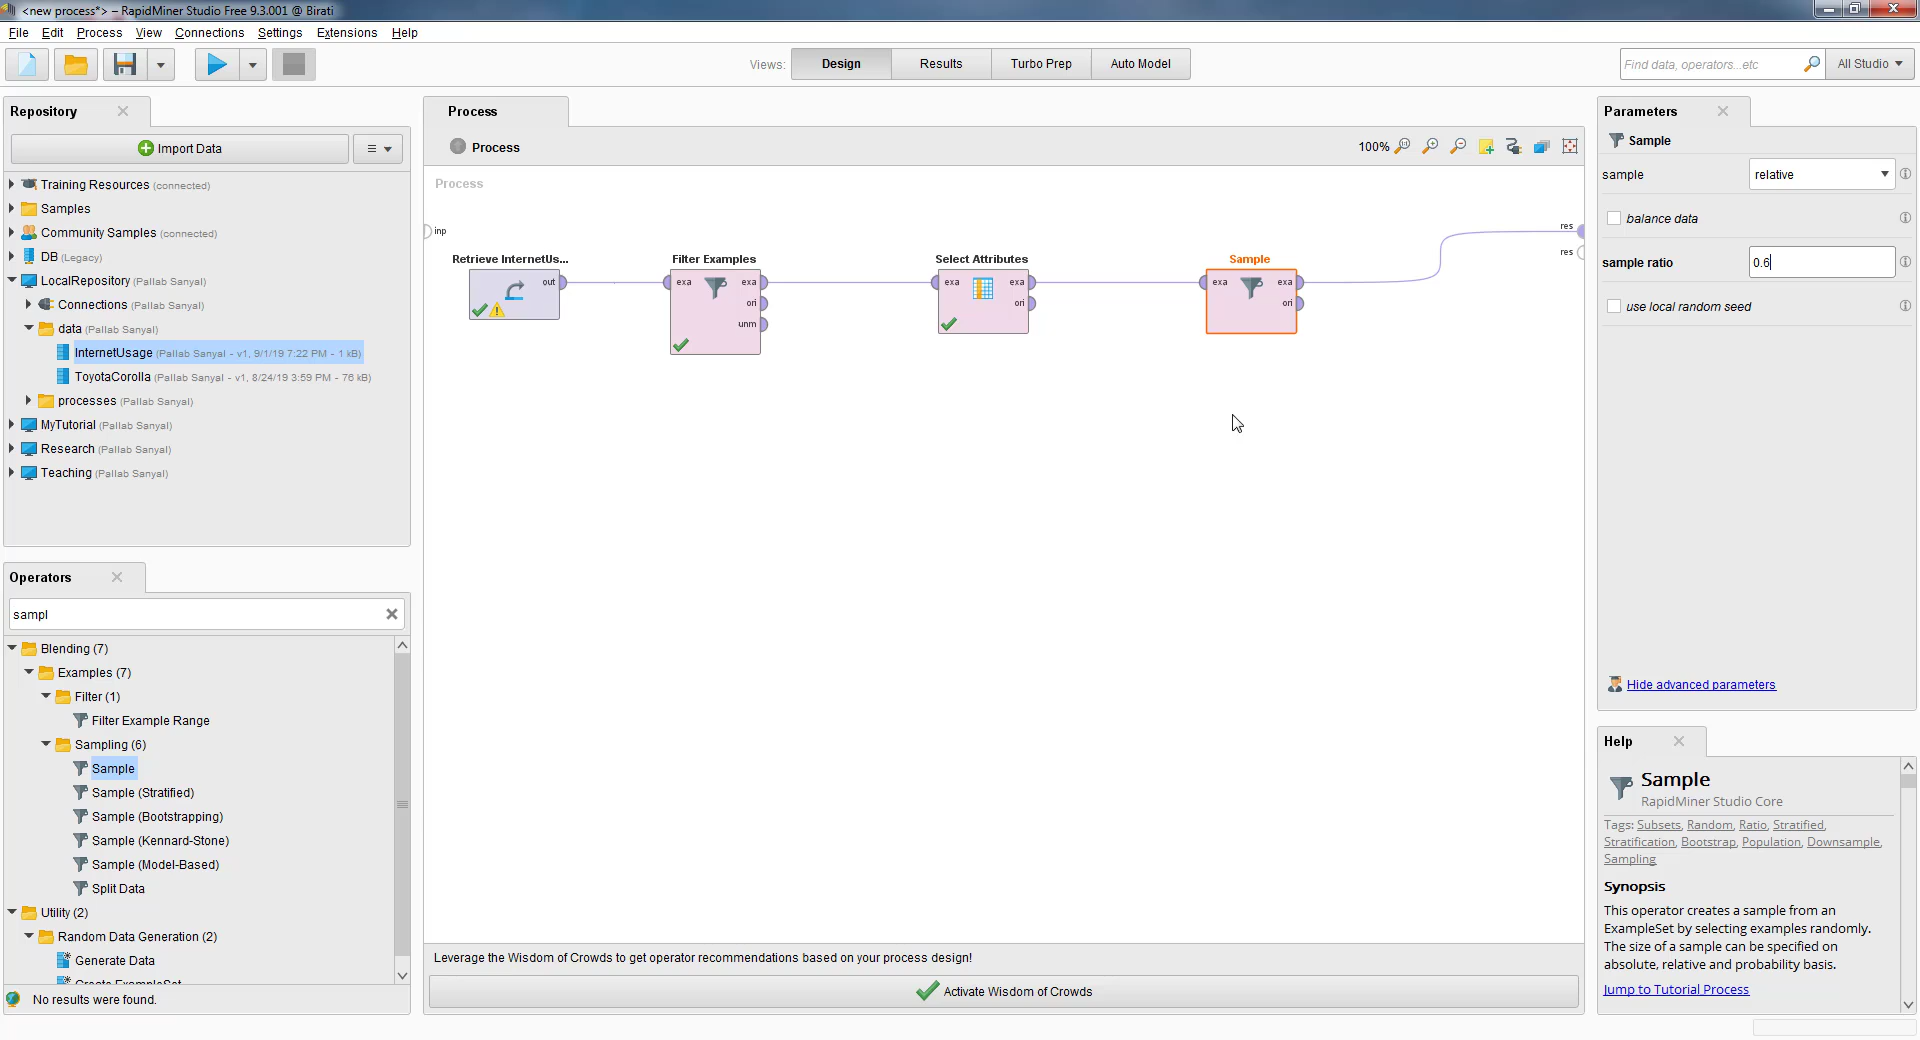 <new process*> – RapidMiner Studio Free 9.3.001 @ Birati
File Edit Process View Connections Settings Extensions Help
Views: Design Results Turbo Prep Auto Model
Find data, operators...etc All Studio
Repository
Import Data
Training Resources (connected)
Samples
Community Samples (connected)
DB (Legacy)
LocalRepository (Pallab Sanyal)
Connections (Pallab Sanyal)
data (Pallab Sanyal)
InternetUsage (Pallab Sanyal - v1, 9/1/19 7:22 PM - 1 kB)
ToyotaCorolla (Pallab Sanyal - v1, 8/24/19 3:59 PM - 76 kB)
processes (Pallab Sanyal)
MyTutorial (Pallab Sanyal)
Research (Pallab Sanyal)
Teaching (Pallab Sanyal)
Operators
sampl
Blending (7)
Examples (7)
Filter (1)
Filter Example Range
Sampling (6)
Sample
Sample (Stratified)
Sample (Bootstrapping)
Sample (Kennard-Stone)
Sample (Model-Based)
Split Data
Utility (2)
Random Data Generation (2)
Generate Data
Create ExampleSet
No results were found.
Process
Process
100%
Process
inp
res
res
Retrieve InternetUs...
out
Filter Examples
exa exa
ori
unm
Select Attributes
exa exa
ori
Sample
exa exa
ori
Leverage the Wisdom of Crowds to get operator recommendations based on your process design!
Activate Wisdom of Crowds
Parameters
Sample
sample relative
balance data
sample ratio 0.6
use local random seed
Hide advanced parameters
Help
Sample
RapidMiner Studio Core
Tags: Subsets, Random, Ratio, Stratified,
Stratification, Bootstrap, Population, Downsample,
Sampling
Synopsis
This operator creates a sample from an
ExampleSet by selecting examples randomly.
The size of a sample can be specified on
absolute, relative and probability basis.
Jump to Tutorial Process